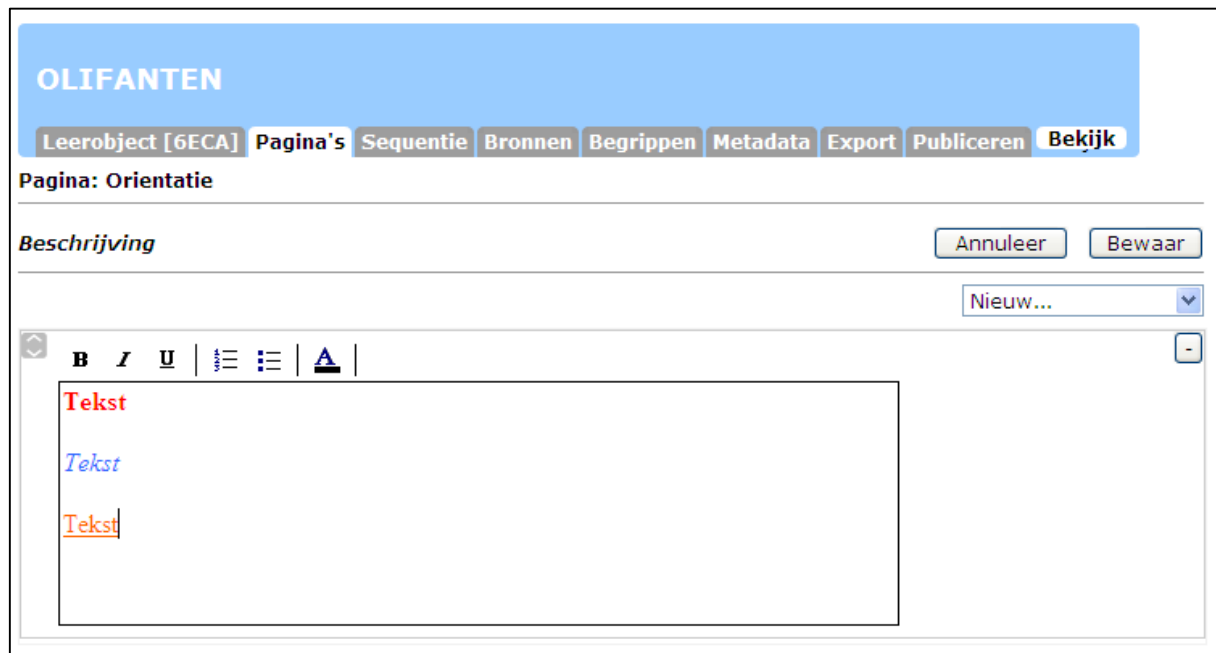 OLIFANTEN
Leerobject [6ECA] Pagina's Sequentie Bronnen Begrippen Metadata Export Publiceren Bekijk
Pagina: Orientatie
Beschrijving Annuleer Bewaar
Nieuw...
-
B I U A
Tekst
Tekst
Tekst